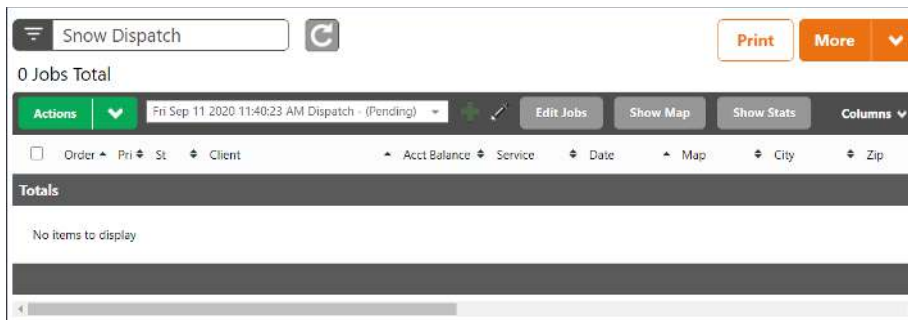 Snow Dispatch
Print More
0 Jobs Total
Actions Fri Sep 11 2020 11:40:23 AM Dispatch - (Pending) Edit Jobs Show Map Show Stats Columns
Order Pri St Client Acct Balance Service Date Map City Zip
Totals
No items to display